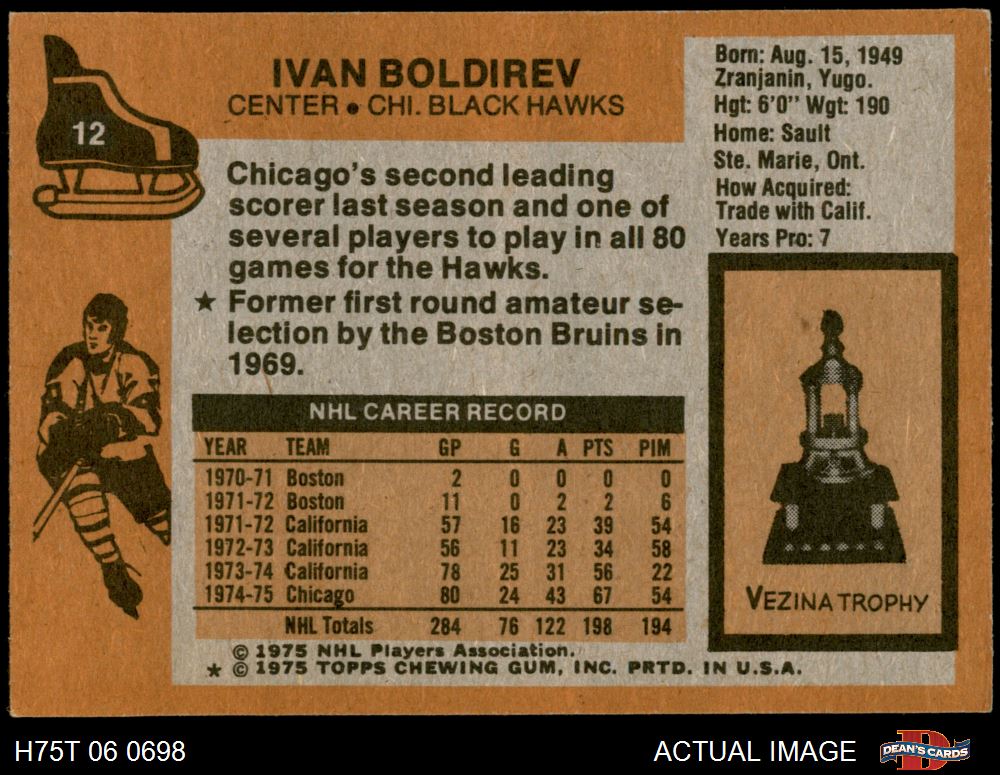 12
IVAN BOLDIREV
CENTER • CHI. BLACK HAWKS
Born: Aug. 15, 1949
Zranjanin, Yugo.
Hgt: 6'0" Wgt: 190
Home: Sault
Ste. Marie, Ont.
How Acquired:
Trade with Calif.
Years Pro: 7
Chicago's second leading
scorer last season and one of
several players to play in all 80
games for the Hawks.
★ Former first round amateur se-
lection by the Boston Bruins in
1969.
NHL CAREER RECORD
YEAR TEAM GP G A PTS PIM
1970-71 Boston 2 0 0 0 0
1971-72 Boston 11 0 2 2 6
1971-72 California 57 16 23 39 54
1972-73 California 56 11 23 34 58
1973-74 California 78 25 31 56 22
1974-75 Chicago 80 24 43 67 54
NHL Totals 284 76 122 198 194
VEZINA TROPHY
© 1975 NHL Players Association.
★ © 1975 TOPPS CHEWING GUM, INC. PRTD. IN U.S.A.
H75T 06 0698
ACTUAL IMAGE
DEAN'S CARDS